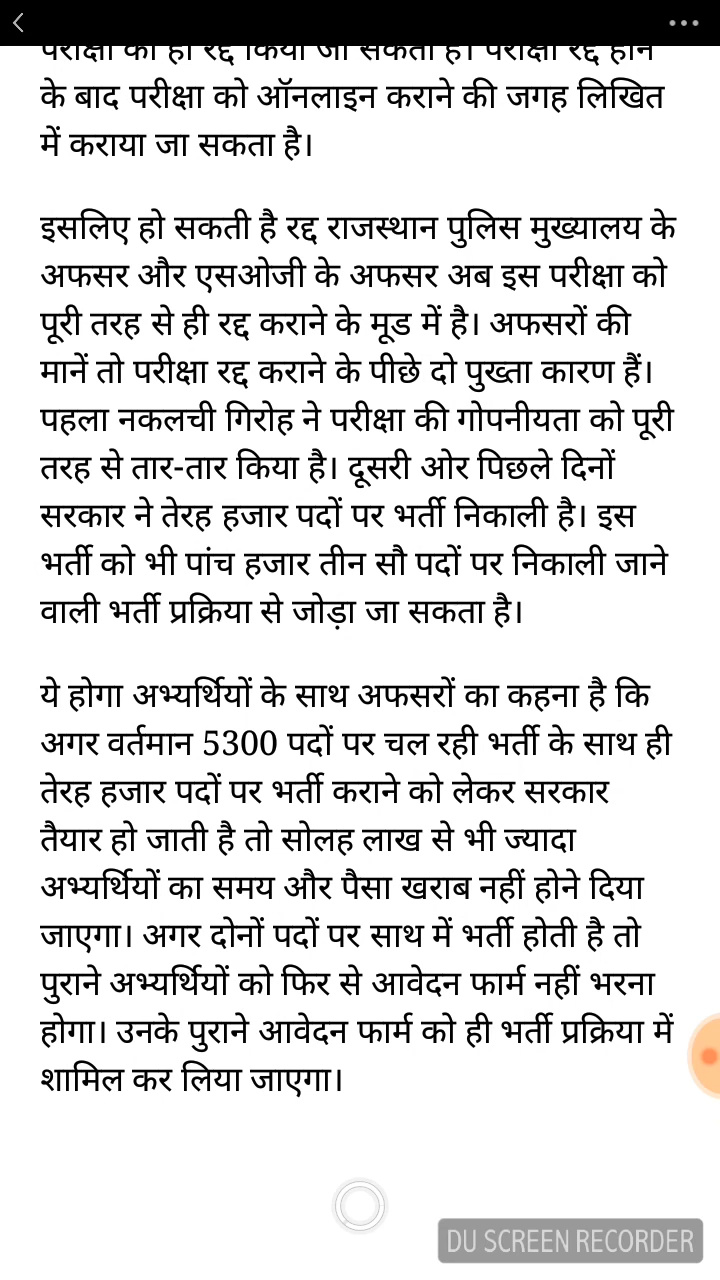 परीक्षा को ही रद्द किया जा सकता है। परीक्षा रद्द होने
के बाद परीक्षा को ऑनलाइन कराने की जगह लिखित
में कराया जा सकता है।
इसलिए हो सकती है रद्द राजस्थान पुलिस मुख्यालय के
अफसर और एसओजी के अफसर अब इस परीक्षा को
पूरी तरह से ही रद्द कराने के मूड में है। अफसरों की
मानें तो परीक्षा रद्द कराने के पीछे दो पुख्ता कारण हैं।
पहला नकलची गिरोह ने परीक्षा की गोपनीयता को पूरी
तरह से तार-तार किया है। दूसरी ओर पिछले दिनों
सरकार ने तेरह हजार पदों पर भर्ती निकाली है। इस
भर्ती को भी पांच हजार तीन सौ पदों पर निकाली जाने
वाली भर्ती प्रक्रिया से जोड़ा जा सकता है।
ये होगा अभ्यर्थियों के साथ अफसरों का कहना है कि
अगर वर्तमान 5300 पदों पर चल रही भर्ती के साथ ही
तेरह हजार पदों पर भर्ती कराने को लेकर सरकार
तैयार हो जाती है तो सोलह लाख से भी ज्यादा
अभ्यर्थियों का समय और पैसा खराब नहीं होने दिया
जाएगा। अगर दोनों पदों पर साथ में भर्ती होती है तो
पुराने अभ्यर्थियों को फिर से आवेदन फार्म नहीं भरना
होगा। उनके पुराने आवेदन फार्म को ही भर्ती प्रक्रिया में
शामिल कर लिया जाएगा।
DU SCREEN RECORDER